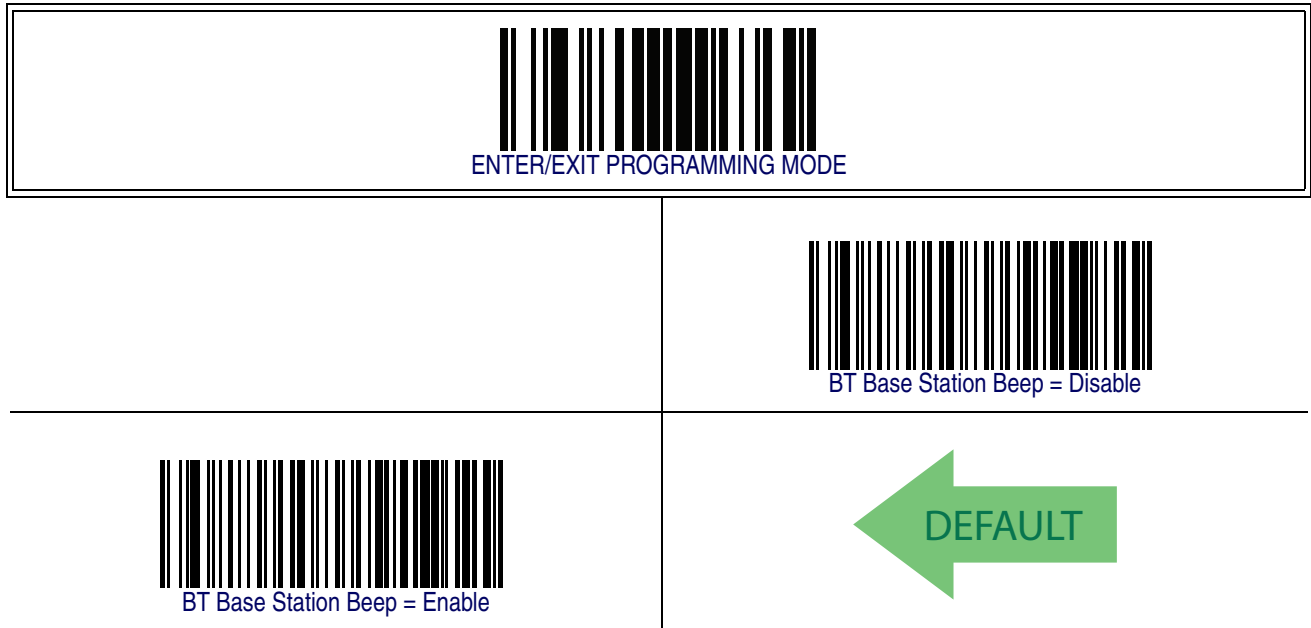 ENTER/EXIT PROGRAMMING MODE
BT Base Station Beep = Disable
BT Base Station Beep = Enable
DEFAULT